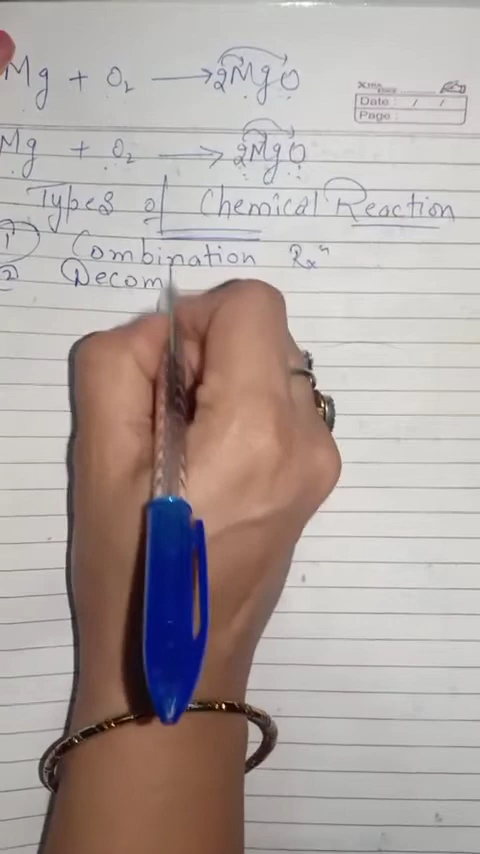 Mg + O₂ → 2MgO
Date : / /
Page :
Mg + O₂ → 2MgO
Types of Chemical Reaction
1 Combination Rxⁿ
2 Decom